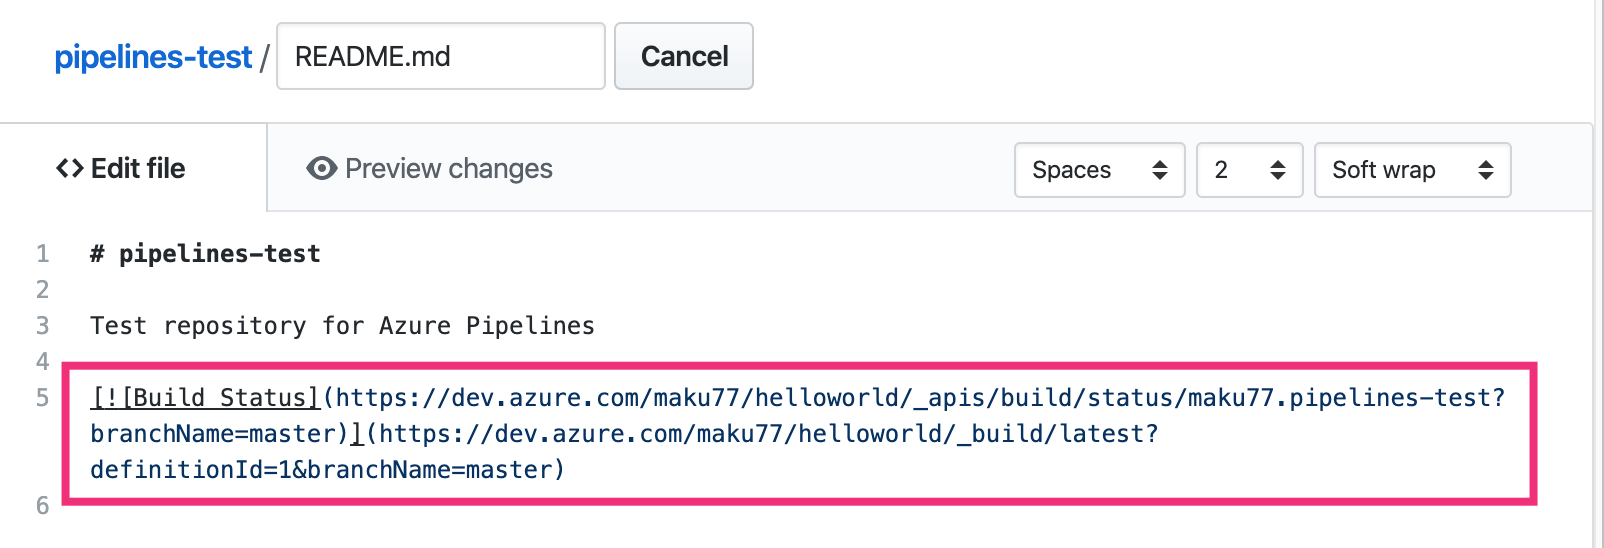 pipelines-test / README.md Cancel
<> Edit file Preview changes Spaces 2 Soft wrap
1 # pipelines-test
2
3 Test repository for Azure Pipelines
4
5 [![Build Status](https://dev.azure.com/maku77/helloworld/_apis/build/status/maku77.pipelines-test?
branchName=master)](https://dev.azure.com/maku77/helloworld/_build/latest?
definitionId=1&branchName=master)
6